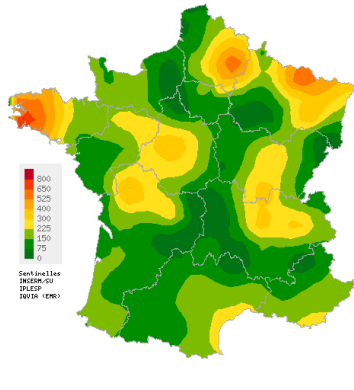 800
650
525
400
300
225
150
75
0
Sentinelles
INSERM/SU
IPLESP
IQVIA (EMR)